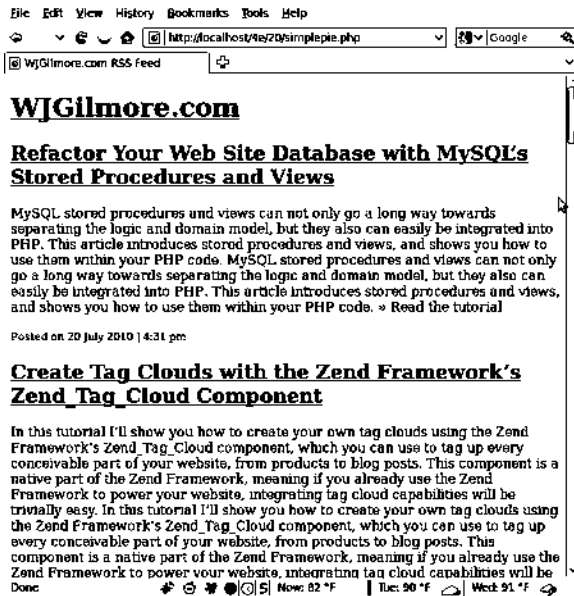 File Edit View History Bookmarks Tools Help
http://localhost/4e/20/simplepie.php Google
WJGilmore.com RSS Feed
WJGilmore.com
Refactor Your Web Site Database with MySQL's
Stored Procedures and Views
MySQL stored procedures and views can not only go a long way towards
separating the logic and domain model, but they also can easily be integrated into
PHP. This article introduces stored procedures and views, and shows you how to
use them within your PHP code. MySQL stored procedures and views can not only
go a long way towards separating the logic and domain model, but they also can
easily be integrated into PHP. This article introduces stored procedures and views,
and shows you how to use them within your PHP code. » Read the tutorial
Posted on 20 July 2010 | 4:31 pm
Create Tag Clouds with the Zend Framework's
Zend_Tag_Cloud Component
In this tutorial I'll show you how to create your own tag clouds using the Zend
Framework's Zend_Tag_Cloud component, which you can use to tag up every
conceivable part of your website, from products to blog posts. This component is a
native part of the Zend Framework, meaning if you already use the Zend
Framework to power your website, integrating tag cloud capabilities will be
trivially easy. In this tutorial I'll show you how to create your own tag clouds using
the Zend Framework's Zend_Tag_Cloud component, which you can use to tag up
every conceivable part of your website, from products to blog posts. This
component is a native part of the Zend Framework, meaning if you already use the
Zend Framework to power your website, integrating tag cloud capabilities will be
Done S Now: 82 °F Tue: 90 °F Wed: 91 °F